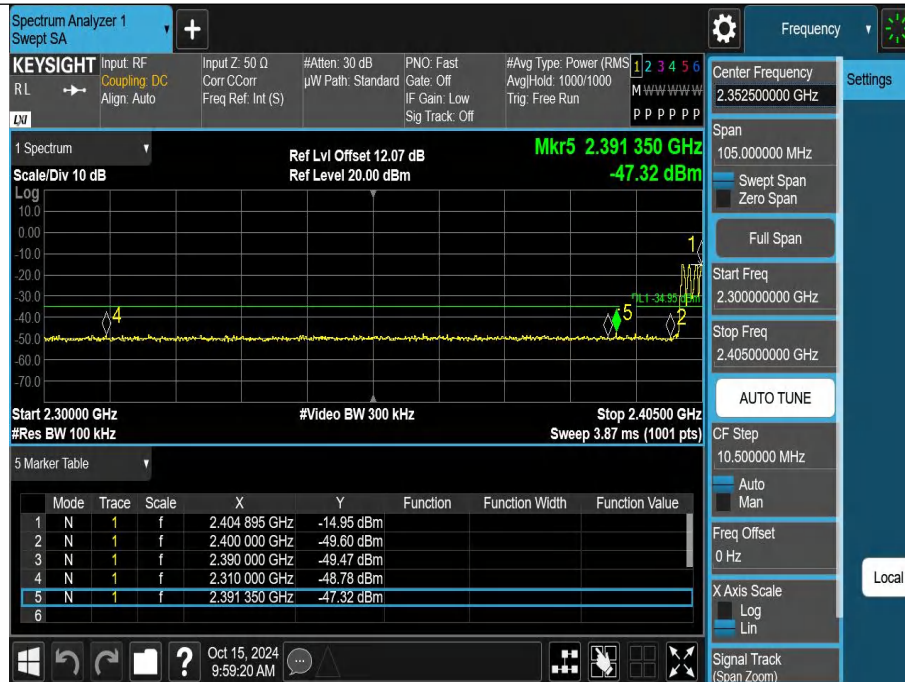 Spectrum Analyzer 1
Swept SA
Frequency
KEYSIGHT
RL
LXI
Input: RF
Coupling: DC
Align: Auto
Input Z: 50 Ω
Corr CCorr
Freq Ref: Int (S)
#Atten: 30 dB
µW Path: Standard
PNO: Fast
Gate: Off
IF Gain: Low
Sig Track: Off
#Avg Type: Power (RMS
Avg|Hold: 1000/1000
Trig: Free Run
1 2 3 4 5 6
M W W W W W
P P P P P P
1 Spectrum
Scale/Div 10 dB
Ref Lvl Offset 12.07 dB
Ref Level 20.00 dBm
Mkr5 2.391 350 GHz
-47.32 dBm
Log
10.0
0.00
-10.0
-20.0
-30.0
-40.0
-50.0
-60.0
-70.0
1
DL1 -34.95 dBm
4
5
2
Start 2.30000 GHz
#Video BW 300 kHz
Stop 2.40500 GHz
#Res BW 100 kHz
Sweep 3.87 ms (1001 pts)
5 Marker Table
Mode Trace Scale X Y Function Function Width Function Value
1 N 1 f 2.404 895 GHz -14.95 dBm
2 N 1 f 2.400 000 GHz -49.60 dBm
3 N 1 f 2.390 000 GHz -49.47 dBm
4 N 1 f 2.310 000 GHz -48.78 dBm
5 N 1 f 2.391 350 GHz -47.32 dBm
6
Oct 15, 2024
9:59:20 AM
Center Frequency
2.352500000 GHz
Span
105.000000 MHz
Swept Span
Zero Span
Full Span
Start Freq
2.300000000 GHz
Stop Freq
2.405000000 GHz
AUTO TUNE
CF Step
10.500000 MHz
Auto
Man
Freq Offset
0 Hz
X Axis Scale
Log
Lin
Signal Track
(Span Zoom)
Settings
Local